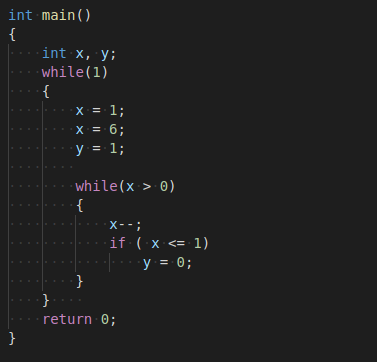 int main()
{
    int x, y;
    while(1)
    {
        x = 1;
        x = 6;
        y = 1;

        while(x > 0)
        {
            x--;
            if ( x <= 1)
                y = 0;
        }
    }
    return 0;
}